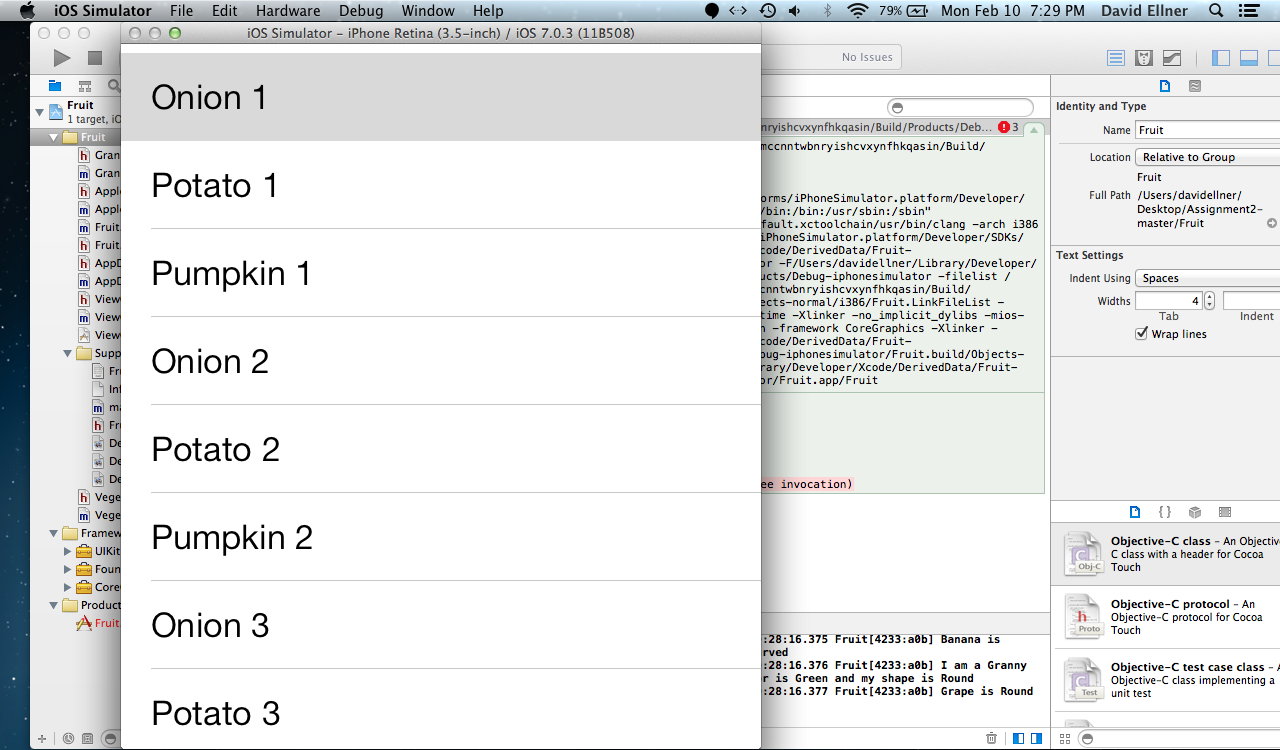 iOS Simulator File Edit Hardware Debug Window Help 79% Mon Feb 10 7:29 PM David Ellner
iOS Simulator – iPhone Retina (3.5-inch) / iOS 7.0.3 (11B508)
No Issues
Fruit
1 target, iO
Fruit
Gran
Gran
Apple
Apple
Fruit.
Fruit
AppD
AppD
View
View
View
Supp
Fru
Inf
ma
Fru
De
De
De
Vege
Vege
Framew
UIKit
Foun
Core
Product
Fruit
Onion 1
Potato 1
Pumpkin 1
Onion 2
Potato 2
Pumpkin 2
Onion 3
Potato 3
nryishcvxynfhkqasin/Build/Products/Deb... 3
mccnntwbnryishcvxynfhkqasin/Build/
orms/iPhoneSimulator.platform/Developer/
/bin:/bin:/usr/sbin:/sbin"
fault.xctoolchain/usr/bin/clang -arch i386
iPhoneSimulator.platform/Developer/SDKs/
code/DerivedData/Fruit-
or -F/Users/davidellner/Library/Developer/
ucts/Debug-iphonesimulator -filelist /
ccnntwbnryishcvxynfhkqasin/Build/
ects-normal/i386/Fruit.LinkFileList -
time -Xlinker -no_implicit_dylibs -mios-
n -framework CoreGraphics -Xlinker -
code/DerivedData/Fruit-
bug-iphonesimulator/Fruit.build/Objects-
rary/Developer/Xcode/DerivedData/Fruit-
or/Fruit.app/Fruit
ee invocation)
:28:16.375 Fruit[4233:a0b] Banana is
rved
:28:16.376 Fruit[4233:a0b] I am a Granny
r is Green and my shape is Round
:28:16.377 Fruit[4233:a0b] Grape is Round
Identity and Type
Name Fruit
Location Relative to Group
Fruit
Full Path /Users/davidellner/
Desktop/Assignment2-
master/Fruit
Text Settings
Indent Using Spaces
Widths 4
Tab Indent
Wrap lines
Objective-C class – An Objective-
C class with a header for Cocoa
Touch
Obj-C
Objective-C protocol – An
Objective-C protocol for Cocoa
Touch
Proto
Objective-C test case class – A
Objective-C class implementing a
unit test
Test